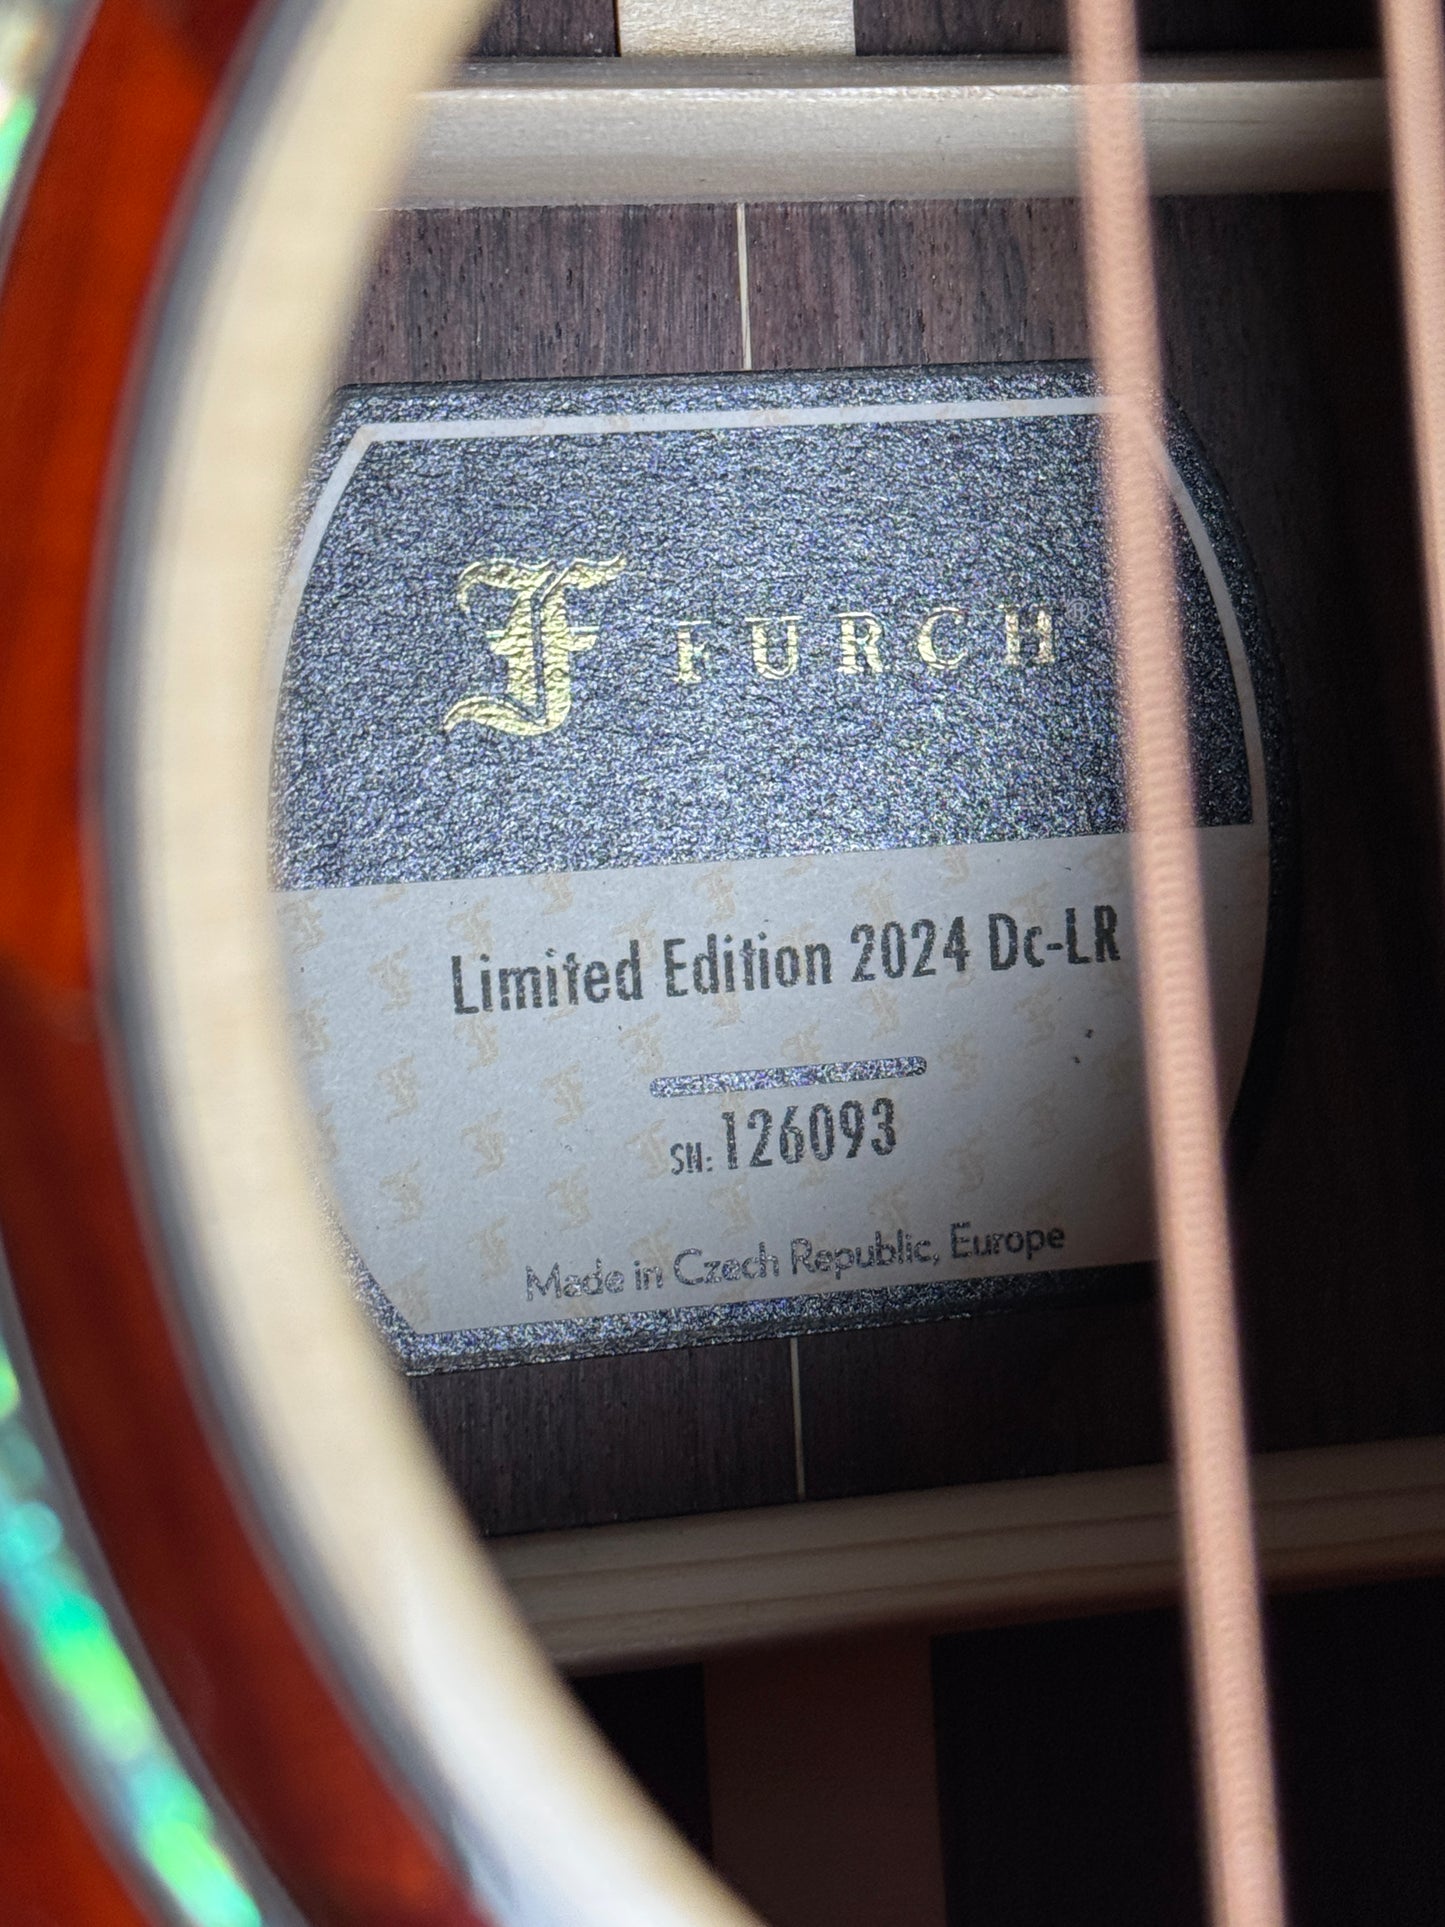 F FURCH®
Limited Edition 2024 Dc-LR
SN: 126093
Made in Czech Republic, Europe